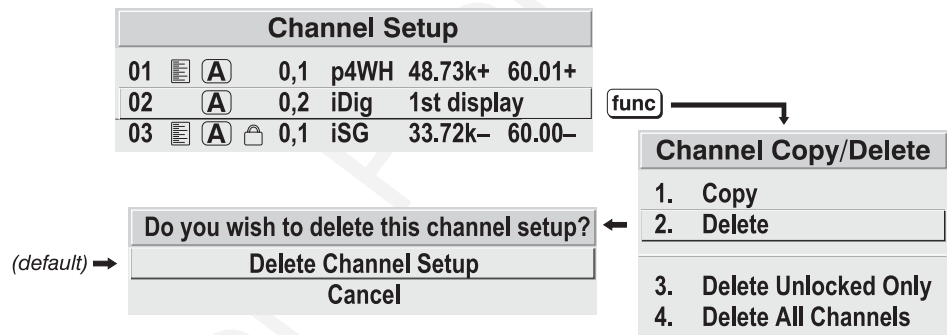 Channel Setup
01 A 0,1 p4WH 48.73k+ 60.01+
02 A 0,2 iDig 1st display
03 A 0,1 iSG 33.72k– 60.00–
func
Channel Copy/Delete
1. Copy
2. Delete
3. Delete Unlocked Only
4. Delete All Channels
Do you wish to delete this channel setup?
(default) Delete Channel Setup
Cancel